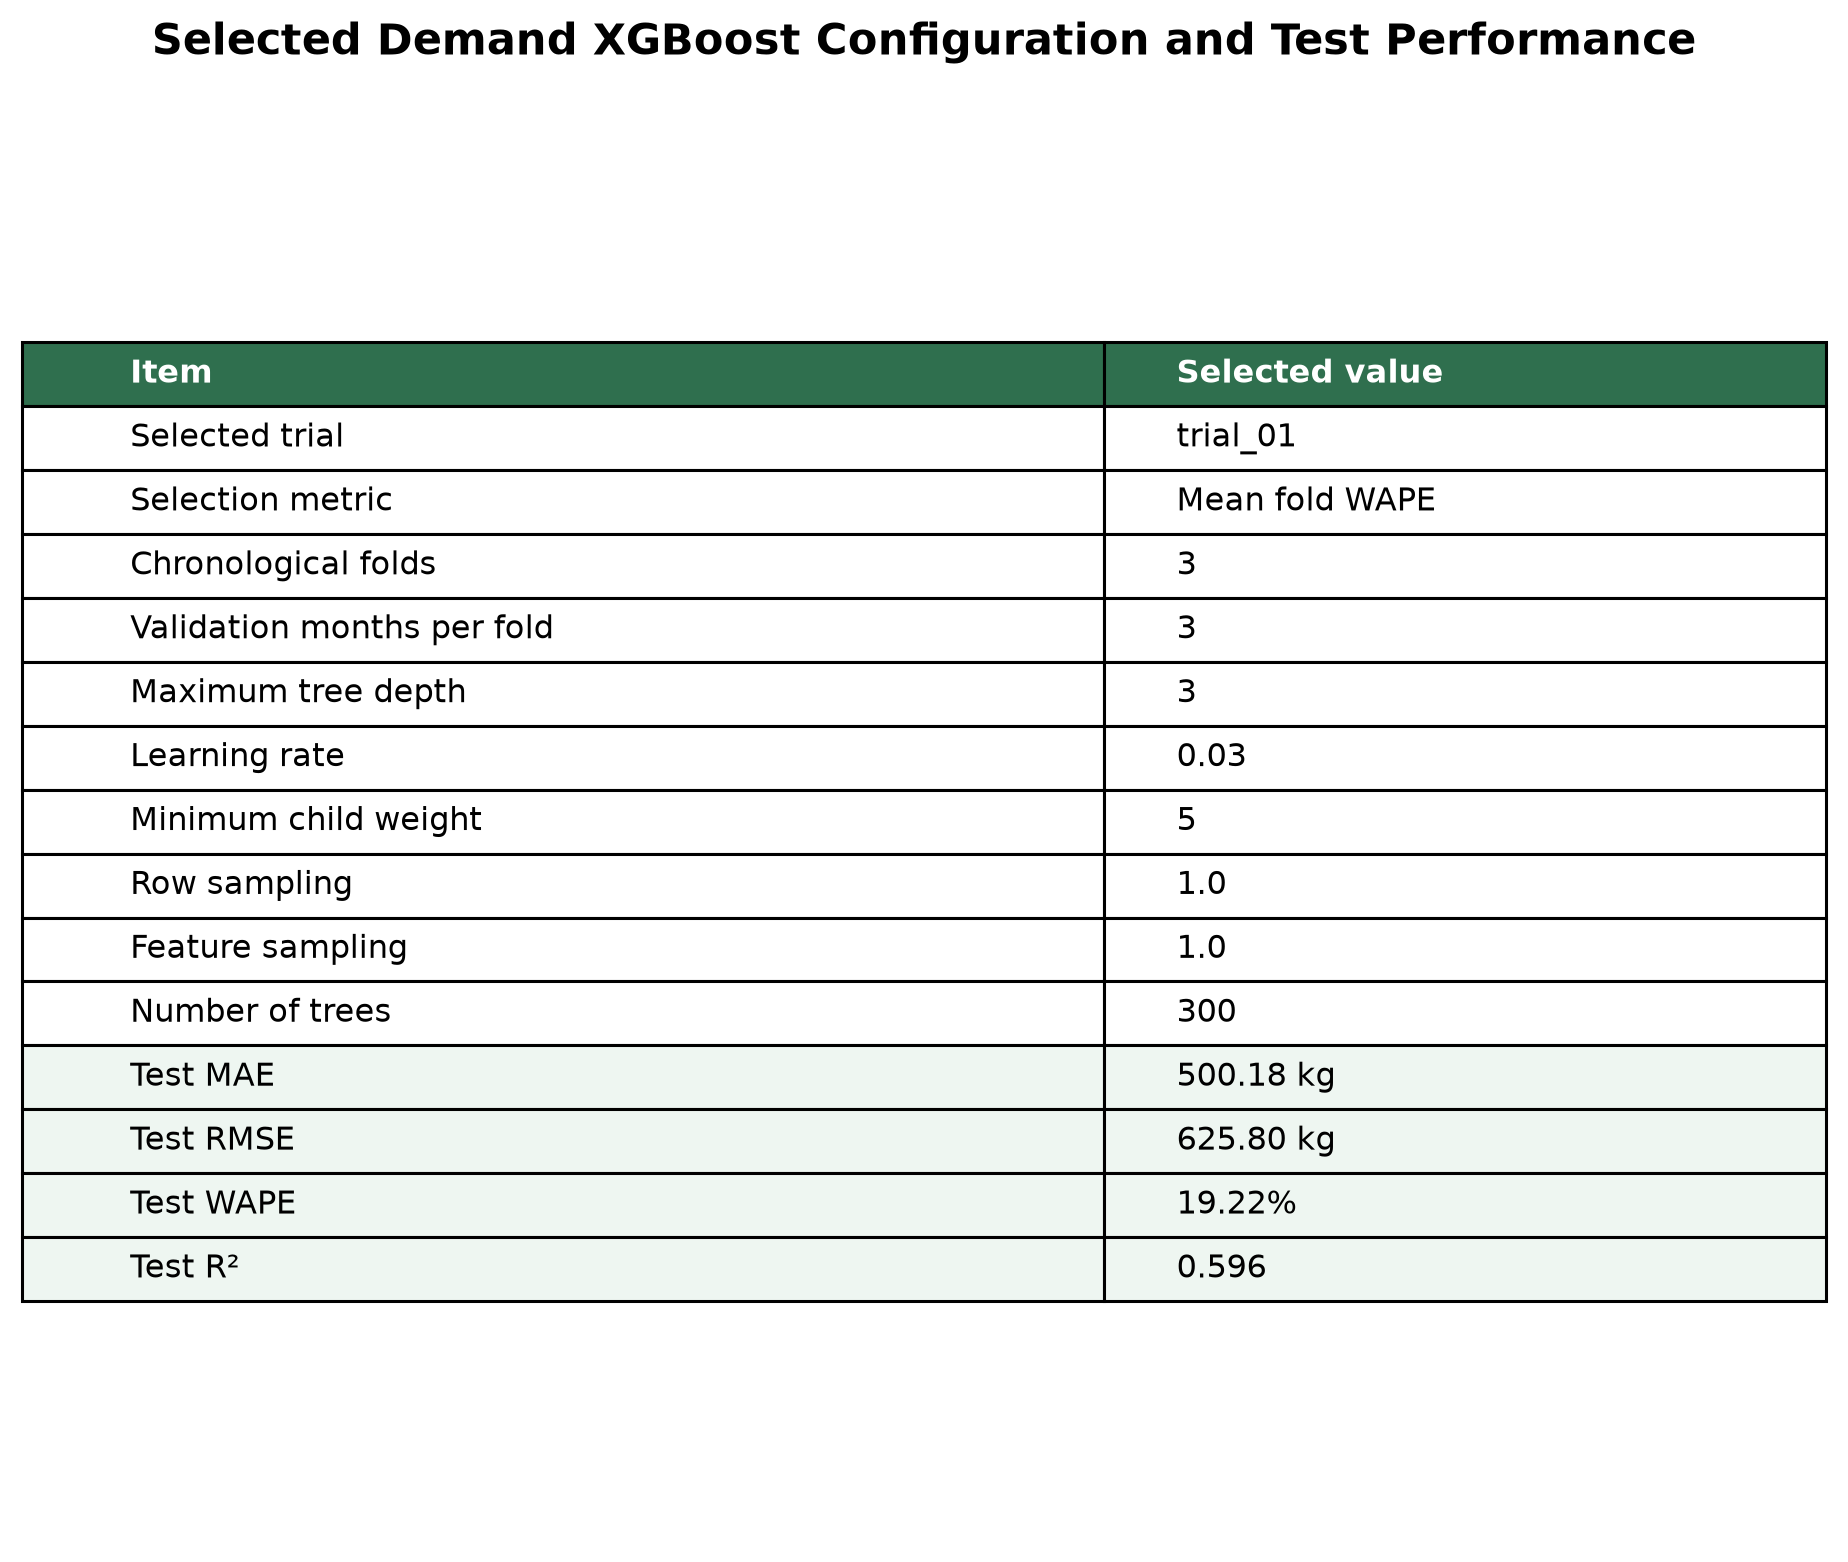 Selected Demand XGBoost Configuration and Test Performance
Item Selected value
Selected trial trial_01
Selection metric Mean fold WAPE
Chronological folds 3
Validation months per fold 3
Maximum tree depth 3
Learning rate 0.03
Minimum child weight 5
Row sampling 1.0
Feature sampling 1.0
Number of trees 300
Test MAE 500.18 kg
Test RMSE 625.80 kg
Test WAPE 19.22%
Test R² 0.596